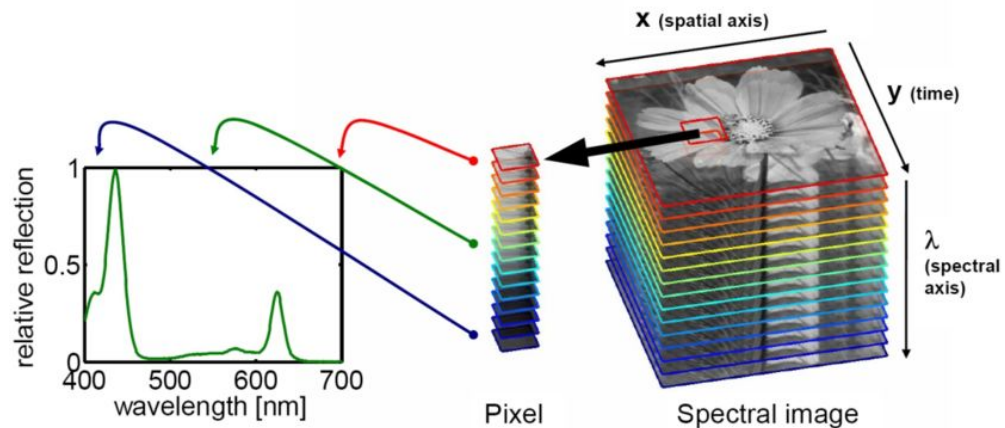 x (spatial axis)
y (time)
λ
(spectral
axis)
relative reflection
1
0.5
0
400 500 600 700
wavelength [nm]
Pixel
Spectral image